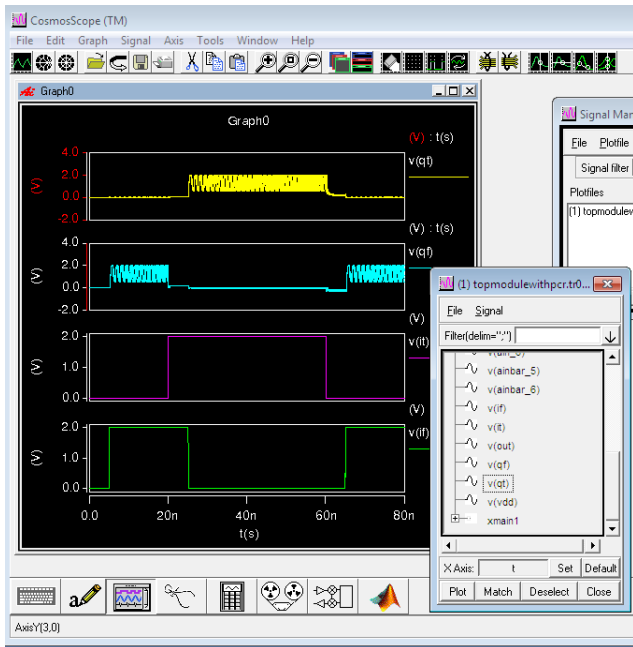 CosmosScope (TM)
File Edit Graph Signal Axis Tools Window Help
Graph0
Graph0
(V) : t(s)
v(qt)
4.0
2.0
0.0
-2.0
(V)
(V) : t(s)
v(qf)
4.0
2.0
0.0
-2.0
(V)
(V)
v(it)
2.0
1.0
0.0
(V)
(V)
v(if)
2.0
0.0
(V)
0.0 20n 40n 60n 80n
t(s)
Signal Mar
File Plotfile
Signal filter
Plotfiles
(1) topmodulew
(1) topmodulewithpcr.tr0...
File Signal
Filter(delim=";")
v(ainbar_5)
v(ainbar_6)
v(if)
v(it)
v(out)
v(qf)
v(qt)
v(vdd)
xmain1
X Axis: t Set Default
Plot Match Deselect Close
AxisY(3,0)